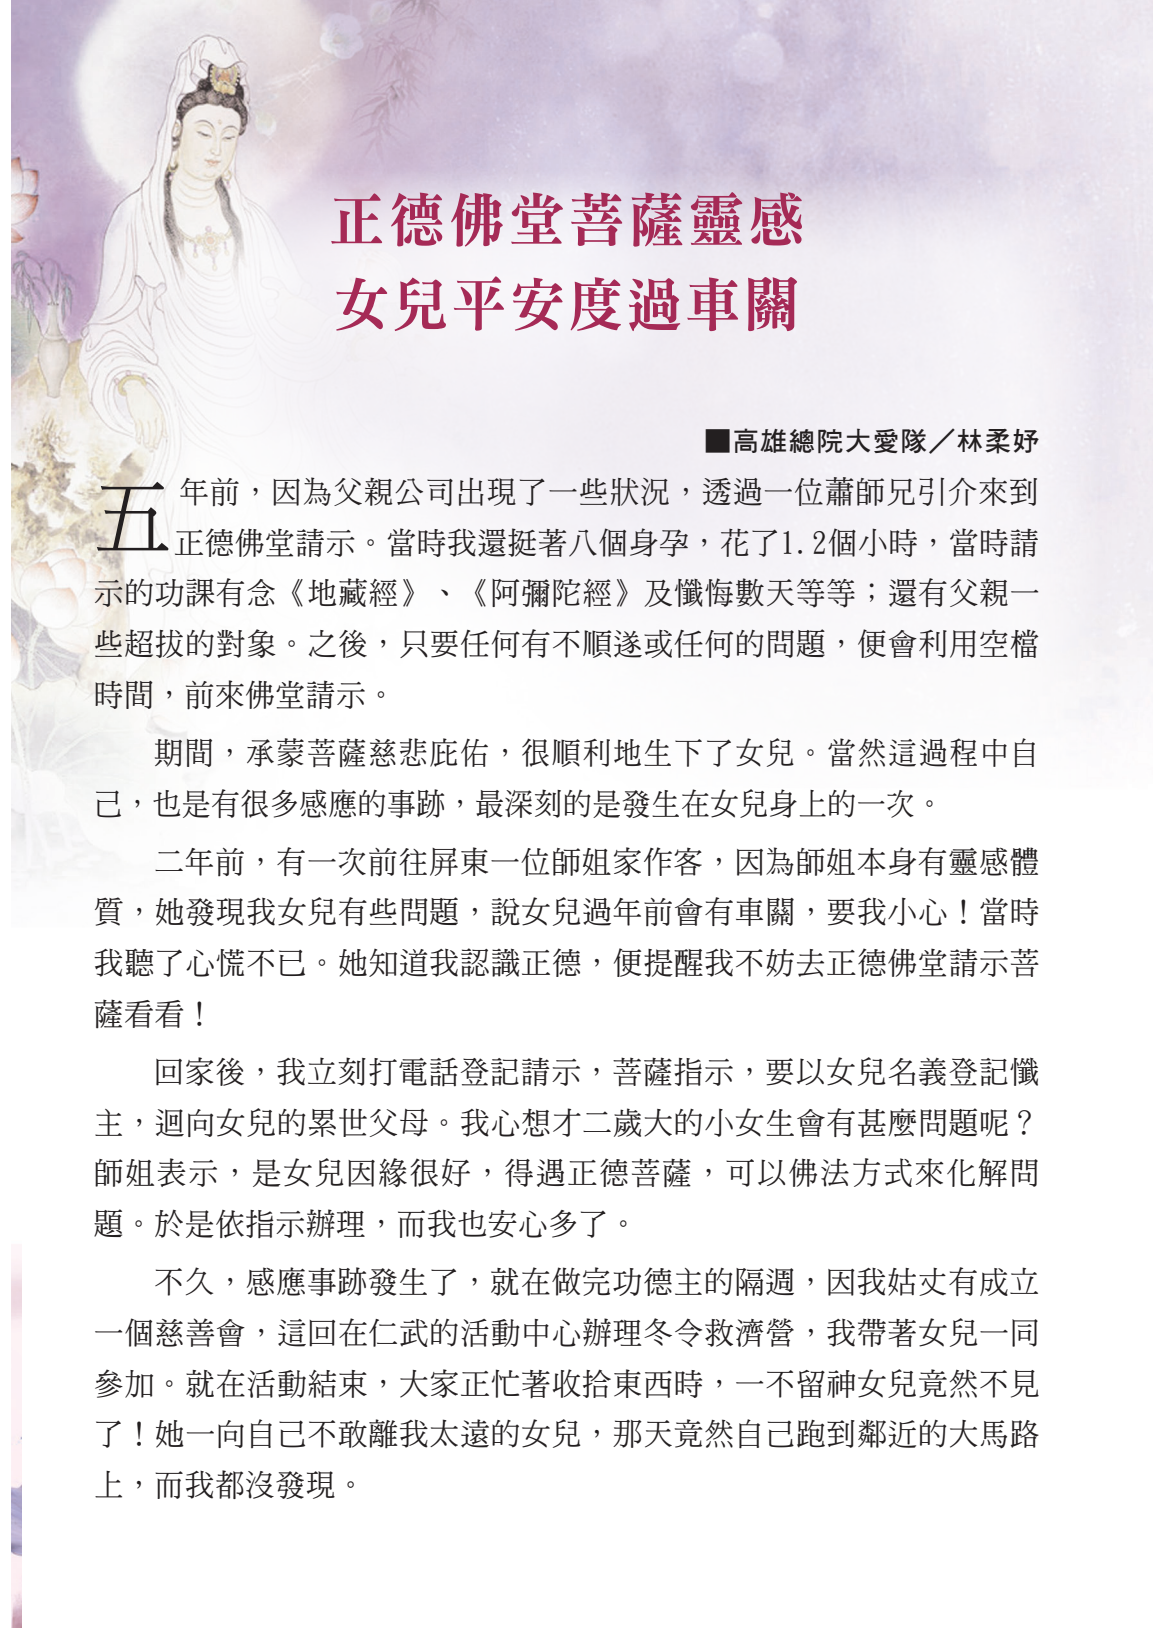 正德佛堂菩薩靈感
女兒平安度過車關
■高雄總院大愛隊／林柔妤
五年前，因為父親公司出現了一些狀況，透過一位蕭師兄引介來到
正德佛堂請示。當時我還挺著八個身孕，花了1.2個小時，當時請
示的功課有念《地藏經》、《阿彌陀經》及懺悔數天等等；還有父親一
些超拔的對象。之後，只要任何有不順遂或任何的問題，便會利用空檔
時間，前來佛堂請示。
期間，承蒙菩薩慈悲庇佑，很順利地生下了女兒。當然這過程中自
己，也是有很多感應的事跡，最深刻的是發生在女兒身上的一次。
二年前，有一次前往屏東一位師姐家作客，因為師姐本身有靈感體
質，她發現我女兒有些問題，說女兒過年前會有車關，要我小心！當時
我聽了心慌不已。她知道我認識正德，便提醒我不妨去正德佛堂請示菩
薩看看！
回家後，我立刻打電話登記請示，菩薩指示，要以女兒名義登記懺
主，迴向女兒的累世父母。我心想才二歲大的小女生會有甚麼問題呢？
師姐表示，是女兒因緣很好，得遇正德菩薩，可以佛法方式來化解問
題。於是依指示辦理，而我也安心多了。
不久，感應事跡發生了，就在做完功德主的隔週，因我姑丈有成立
一個慈善會，這回在仁武的活動中心辦理冬令救濟營，我帶著女兒一同
參加。就在活動結束，大家正忙著收拾東西時，一不留神女兒竟然不見
了！她一向自己不敢離我太遠的女兒，那天竟然自己跑到鄰近的大馬路
上，而我都沒發現。